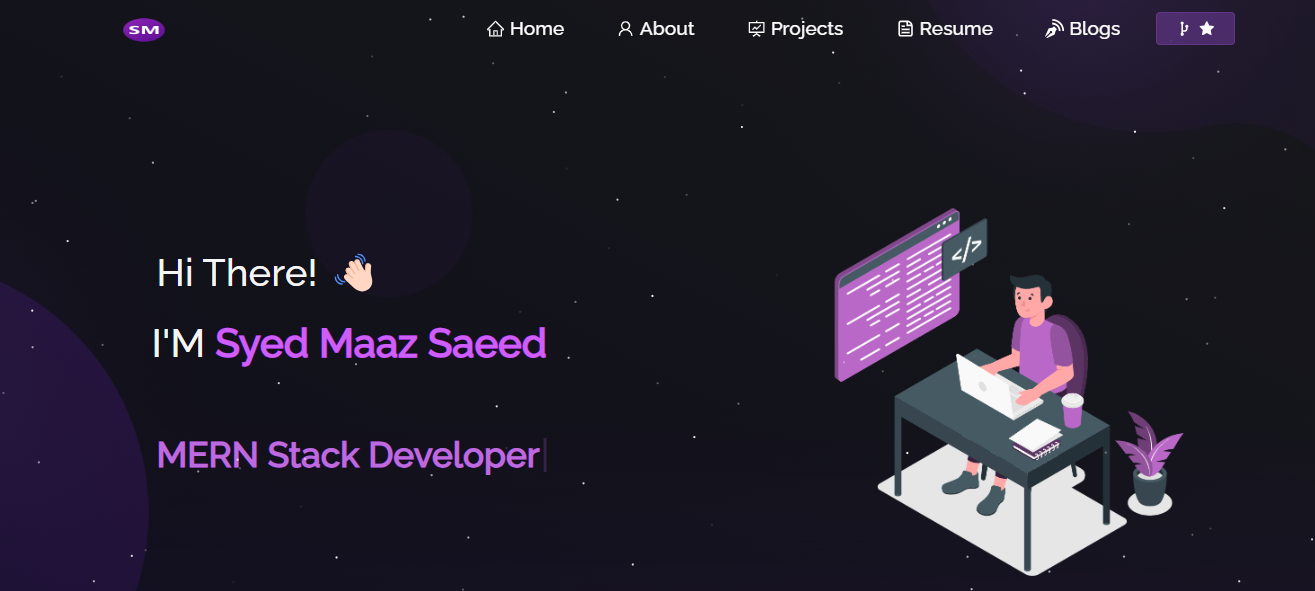 SM
Home About Projects Resume Blogs
Hi There! 👋🏻
I'M Syed Maaz Saeed
MERN Stack Developer|
</>